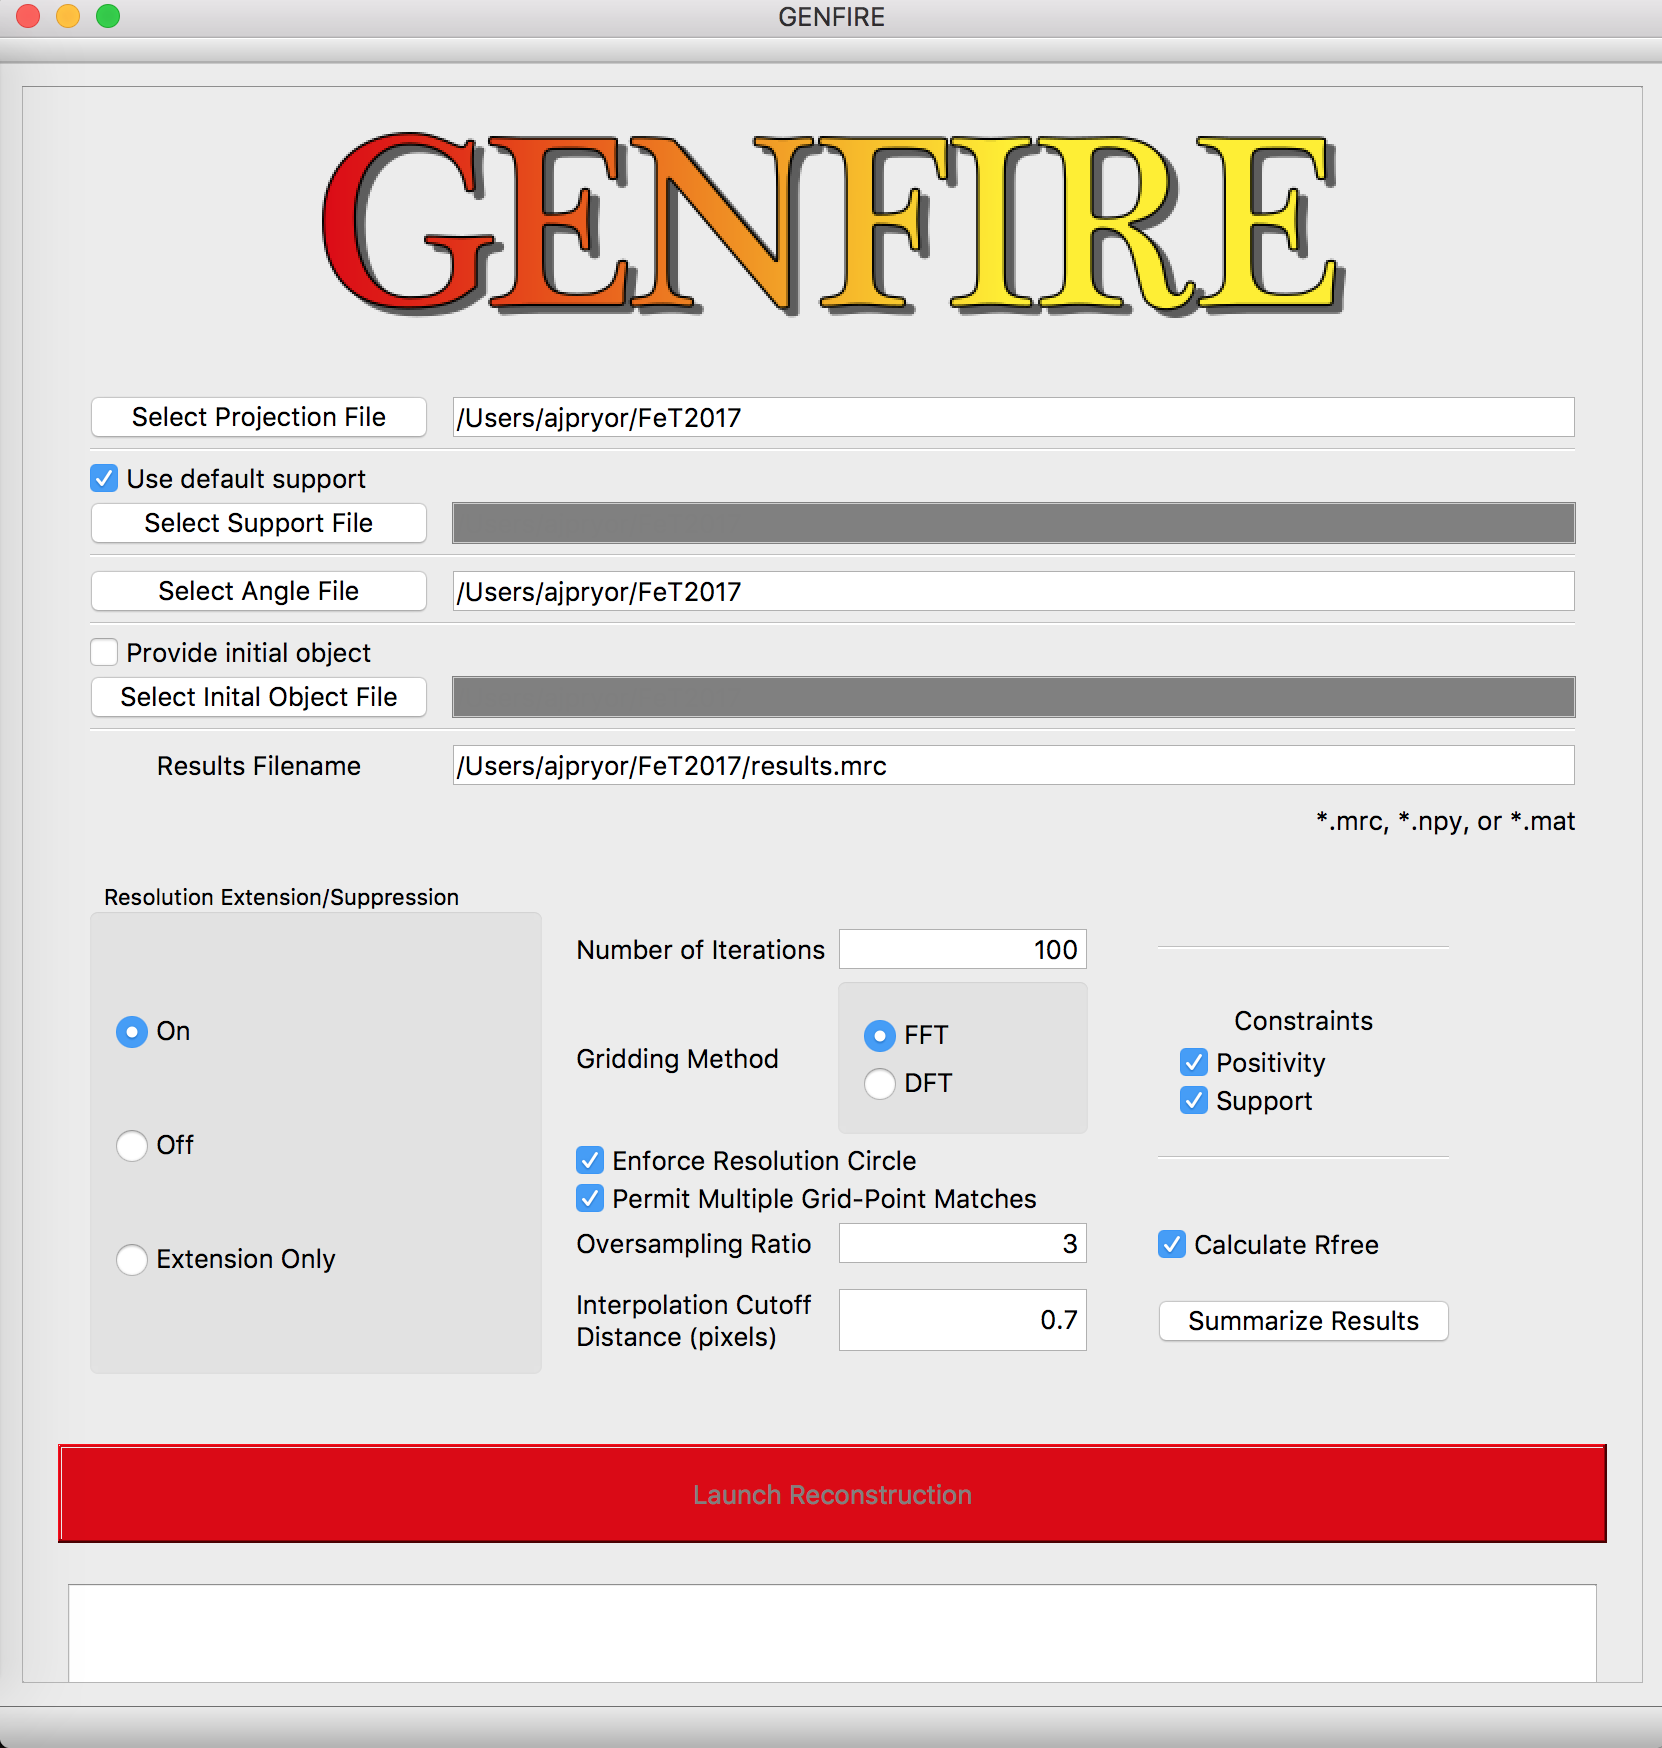 GENFIRE
GENFIRE
Select Projection File
/Users/ajpryor/FeT2017
Use default support
Select Support File
Select Angle File
/Users/ajpryor/FeT2017
Provide initial object
Select Inital Object File
Results Filename
/Users/ajpryor/FeT2017/results.mrc
*.mrc, *.npy, or *.mat
Resolution Extension/Suppression
On
Off
Extension Only
Number of Iterations
100
Gridding Method
FFT
DFT
Enforce Resolution Circle
Permit Multiple Grid-Point Matches
Oversampling Ratio
3
Interpolation Cutoff
Distance (pixels)
0.7
Constraints
Positivity
Support
Calculate Rfree
Summarize Results
Launch Reconstruction